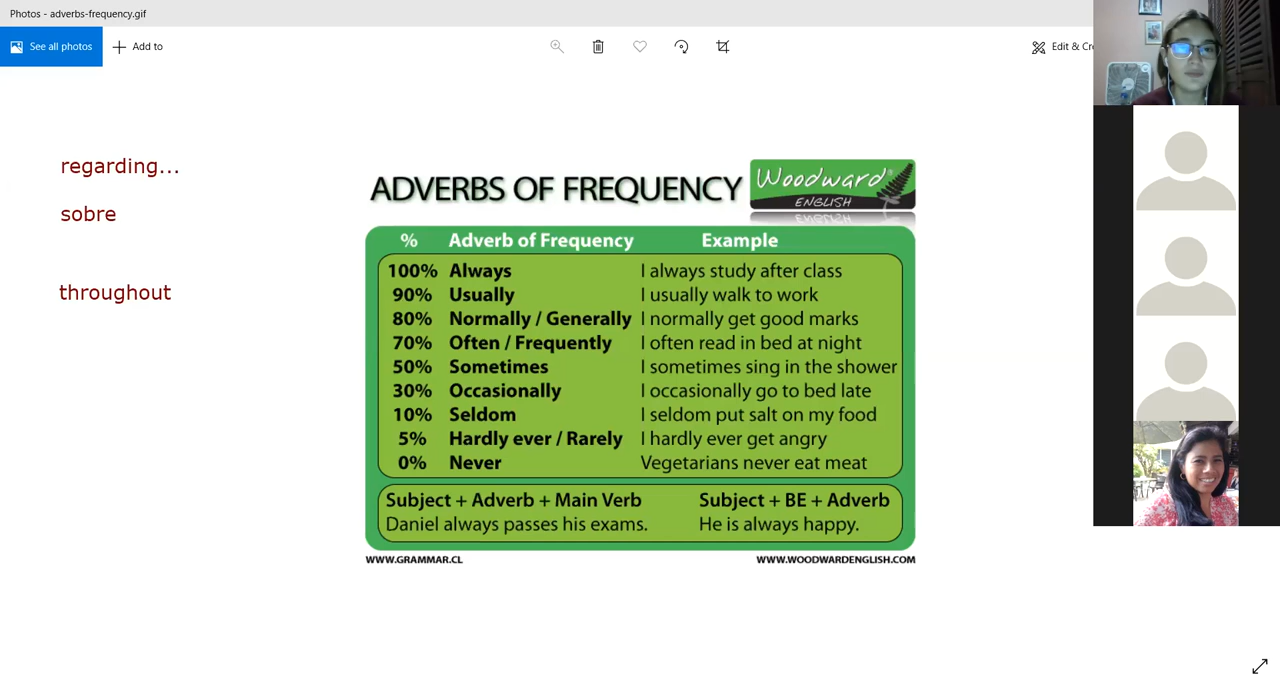 Photos - adverbs-frequency.gif
See all photos
Add to
Edit & Cr
regarding...
sobre
throughout
ADVERBS OF FREQUENCY
Woodward®
ENGLISH
% Adverb of Frequency Example
100% Always I always study after class
90% Usually I usually walk to work
80% Normally / Generally I normally get good marks
70% Often / Frequently I often read in bed at night
50% Sometimes I sometimes sing in the shower
30% Occasionally I occasionally go to bed late
10% Seldom I seldom put salt on my food
5% Hardly ever / Rarely I hardly ever get angry
0% Never Vegetarians never eat meat
Subject + Adverb + Main Verb Subject + BE + Adverb
Daniel always passes his exams. He is always happy.
WWW.GRAMMAR.CL WWW.WOODWARDENGLISH.COM